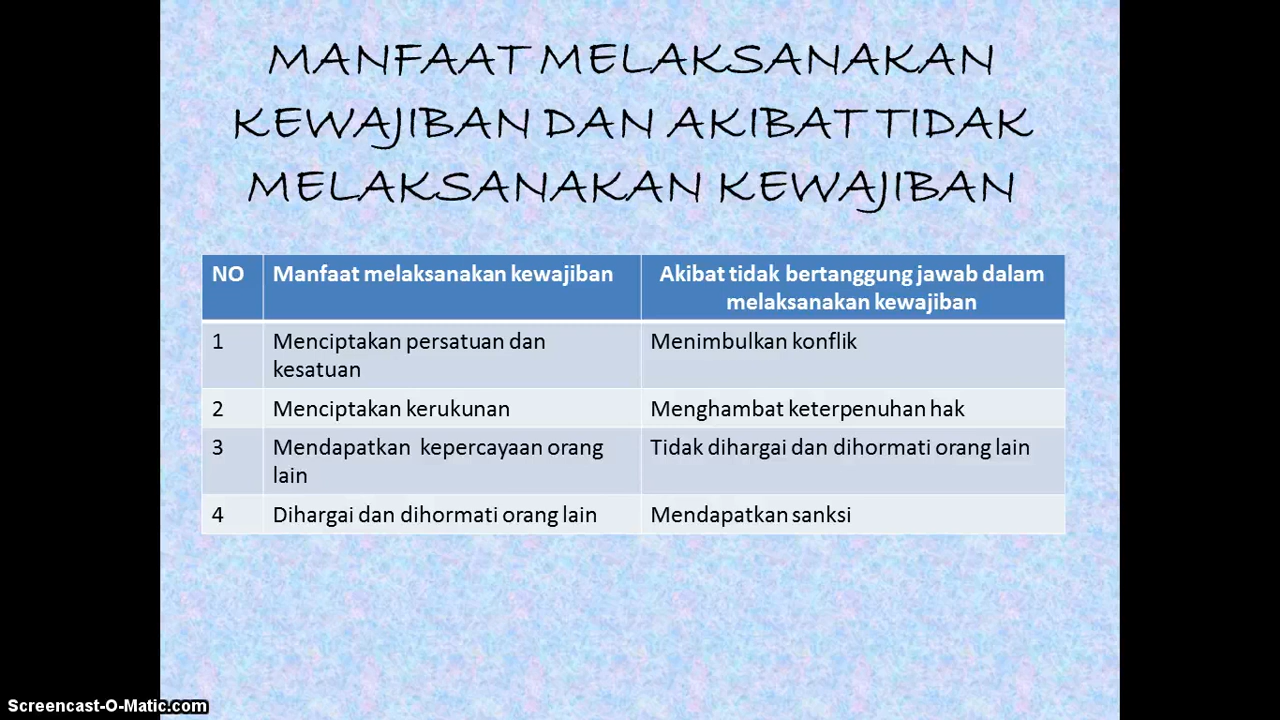 MANFAAT MELAKSANAKAN
KEWAJIBAN DAN AKIBAT TIDAK
MELAKSANAKAN KEWAJIBAN
NO Manfaat melaksanakan kewajiban Akibat tidak bertanggung jawab dalam
melaksanakan kewajiban
1 Menciptakan persatuan dan Menimbulkan konflik
kesatuan
2 Menciptakan kerukunan Menghambat keterpenuhan hak
3 Mendapatkan kepercayaan orang Tidak dihargai dan dihormati orang lain
lain
4 Dihargai dan dihormati orang lain Mendapatkan sanksi
Screencast-O-Matic.com